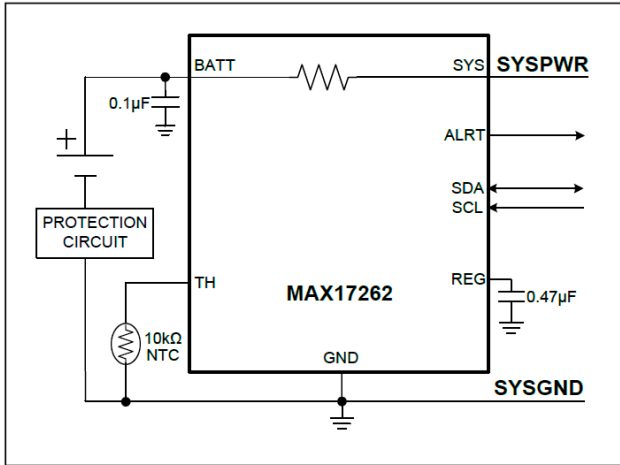 BATT
SYS
SYSPWR
0.1µF
ALRT
+
SDA
SCL
PROTECTION
CIRCUIT
TH
MAX17262
REG
0.47µF
10kΩ
NTC
GND
SYSGND